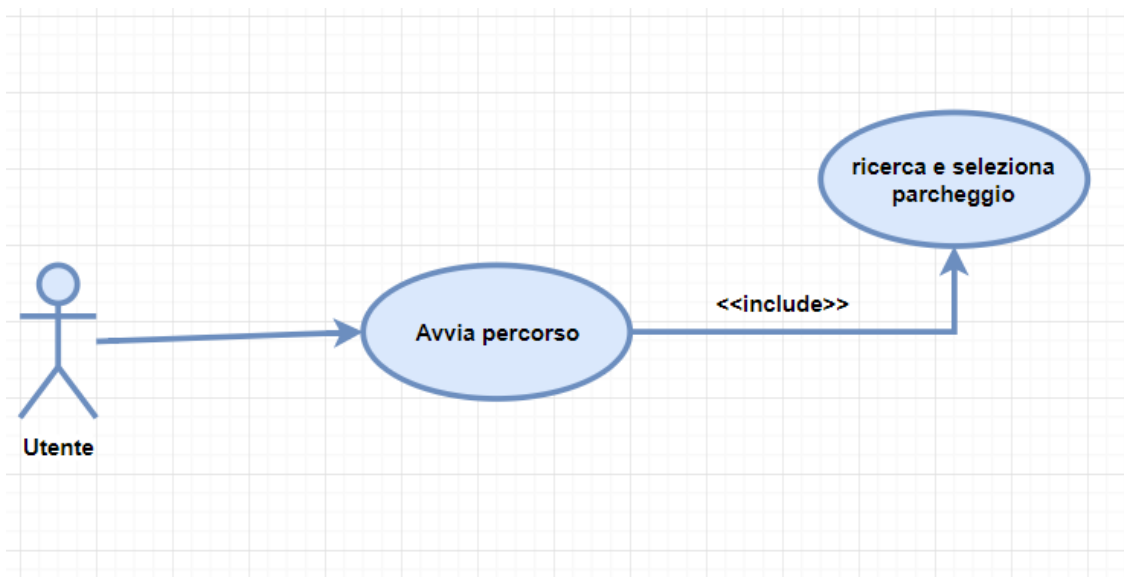 ricerca e seleziona
parcheggio
<<include>>
Avvia percorso
Utente